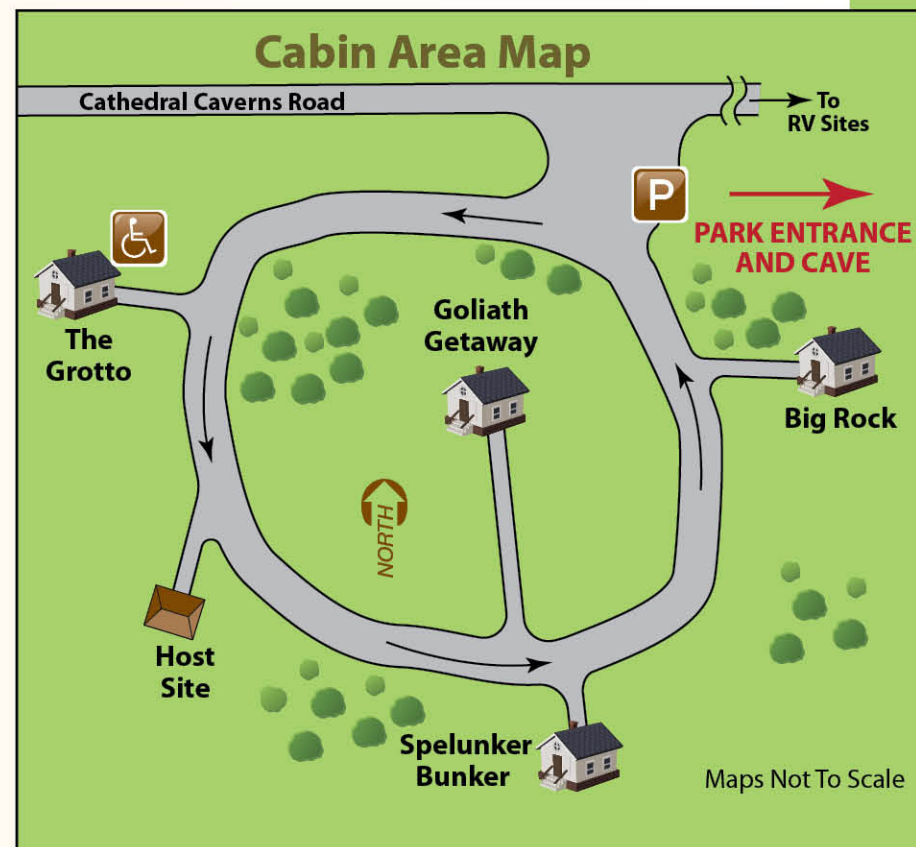 Cabin Area Map
Cathedral Caverns Road
To
RV Sites
P
PARK ENTRANCE
AND CAVE
The
Grotto
Goliath
Getaway
Big Rock
NORTH
Host
Site
Spelunker
Bunker
Maps Not To Scale